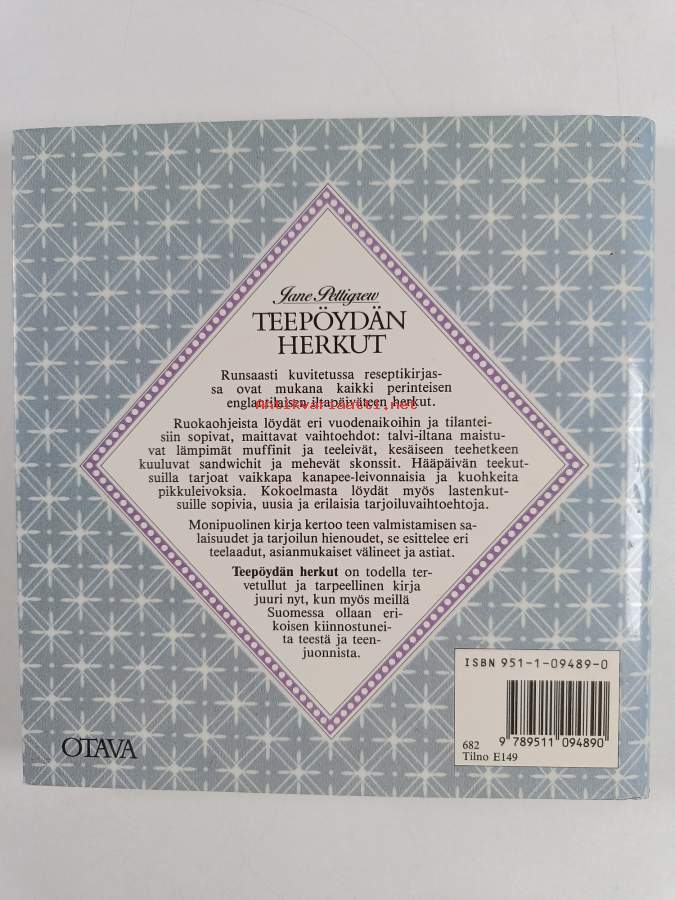 Jane Pettigrew
TEEPÖYDÄN
HERKUT
Runsaasti kuvitetussa reseptikirjas-
sa ovat mukana kaikki perinteisen
englantilaisen iltapäiväteen herkut.
Antikvariaatti.net
Ruokaohjeista löydät eri vuodenaikoihin ja tilantei-
siin sopivat, maittavat vaihtoehdot: talvi-iltana maistu-
vat lämpimät muffinit ja teeleivät, kesäiseen teehetkeen
kuuluvat sandwichit ja mehevät skonssit. Hääpäivän teekut-
suilla tarjoat vaikkapa kanapee-leivonnaisia ja kuohkeita
pikkuleivoksia. Kokoelmasta löydät myös lastenkut-
suille sopivia, uusia ja erilaisia tarjoiluvaihtoehtoja.
Monipuolinen kirja kertoo teen valmistamisen sa-
laisuudet ja tarjoilun hienoudet, se esittelee eri
teelaadut, asianmukaiset välineet ja astiat.
Teepöydän herkut on todella ter-
vetullut ja tarpeellinen kirja
juuri nyt, kun myös meillä
Suomessa ollaan eri-
koisen kiinnostunei-
ta teestä ja teen-
juonnista.
ISBN 951-1-09489-0
9 789511 094890
682
Tilno E149
OTAVA